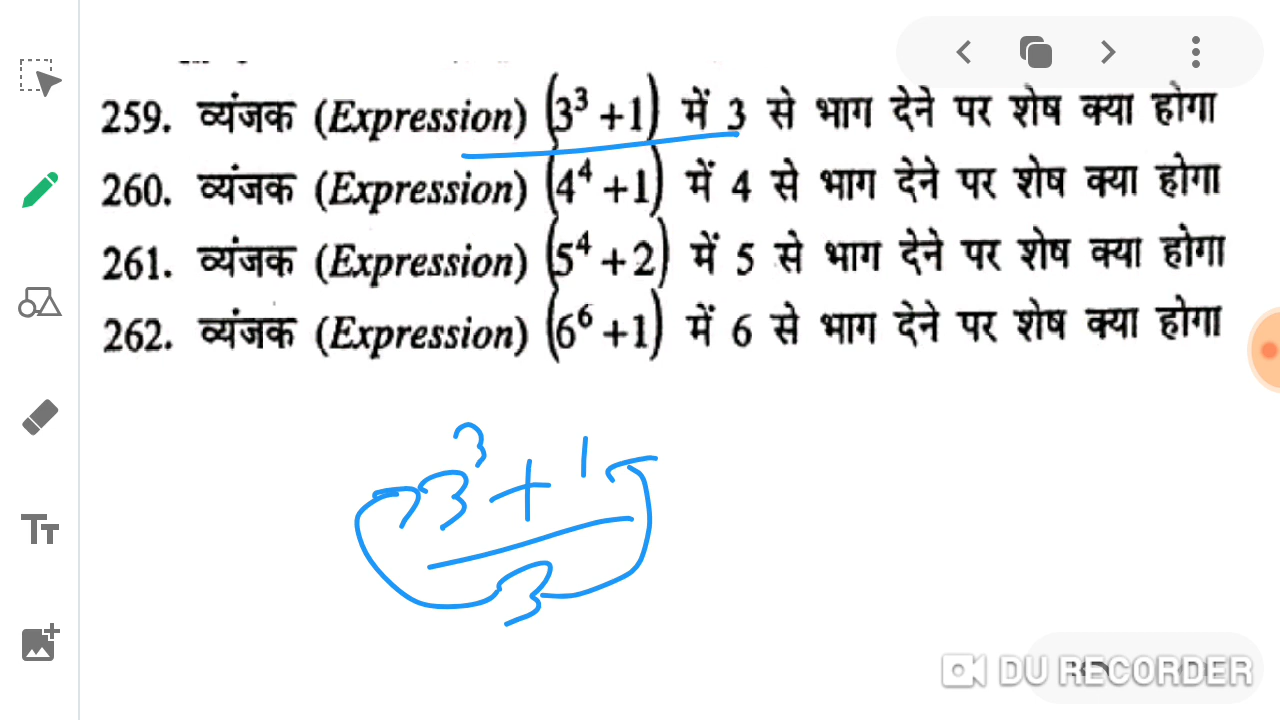 259. व्यंजक (Expression) (3³ +1) में 3 से भाग देने पर शेष क्या होगा
260. व्यंजक (Expression) (4⁴ +1) में 4 से भाग देने पर शेष क्या होगा
261. व्यंजक (Expression) (5⁴ +2) में 5 से भाग देने पर शेष क्या होगा
262. व्यंजक (Expression) (6⁶ +1) में 6 से भाग देने पर शेष क्या होगा
3³ + 1
3
TT
DU RECORDER